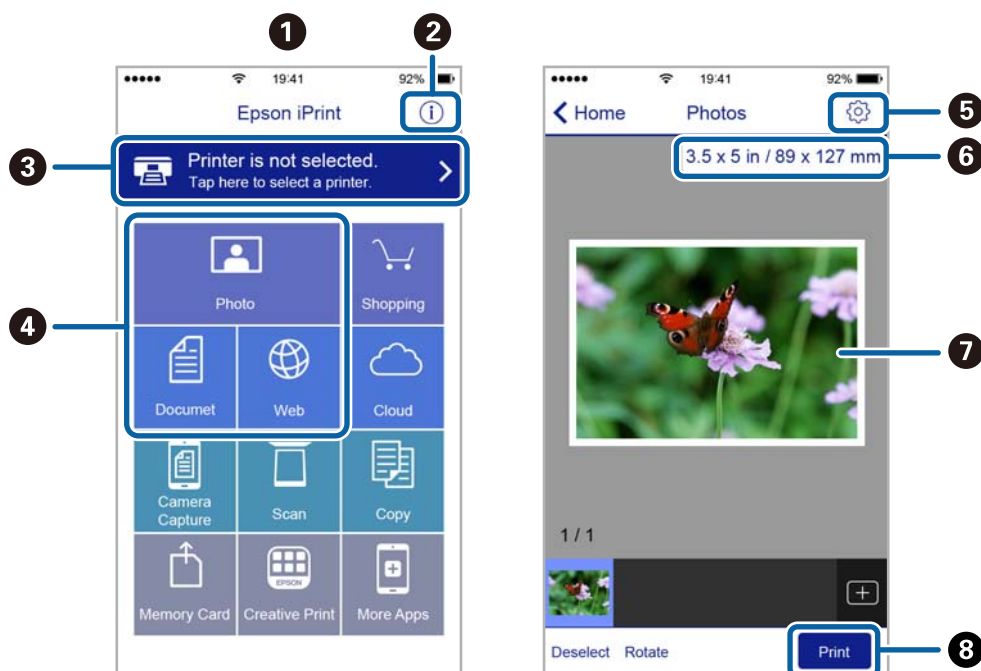 1
2
19:41
92%
Epson iPrint
3
Printer is not selected.
Tap here to select a printer.
4
Photo
Shopping
Documet
Web
Cloud
Camera
Capture
Scan
Copy
EPSON
Memory Card
Creative Print
More Apps
19:41
92%
Home
Photos
5
3.5 x 5 in / 89 x 127 mm
6
7
1 / 1
Deselect
Rotate
Print
8